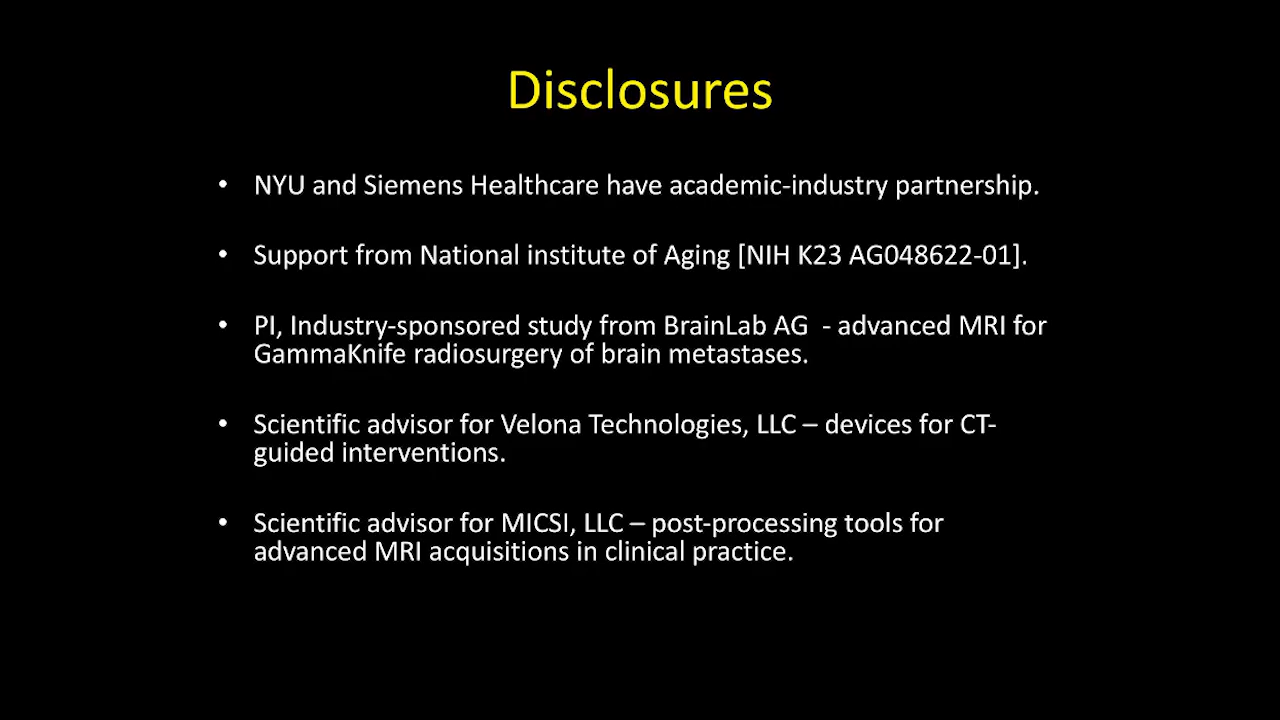 Disclosures
• NYU and Siemens Healthcare have academic-industry partnership.
• Support from National institute of Aging [NIH K23 AG048622-01].
• PI, Industry-sponsored study from BrainLab AG  - advanced MRI for
GammaKnife radiosurgery of brain metastases.
• Scientific advisor for Velona Technologies, LLC – devices for CT-
guided interventions.
• Scientific advisor for MICSI, LLC – post-processing tools for
advanced MRI acquisitions in clinical practice.